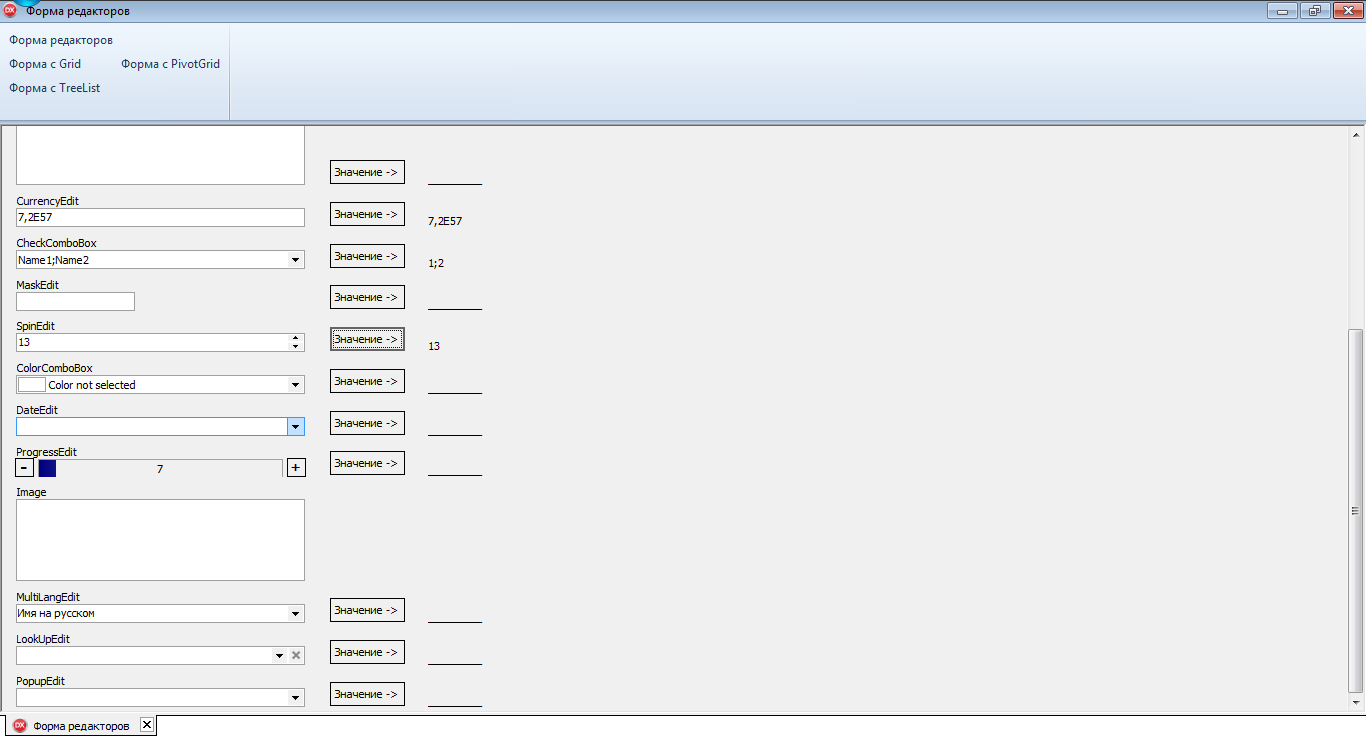 Форма редакторов
Форма редакторов
Форма с Grid Форма с PivotGrid
Форма с TreeList
Значение ->
CurrencyEdit
7,2E57 Значение -> 7,2E57
CheckComboBox
Name1;Name2 Значение -> 1;2
MaskEdit
Значение ->
SpinEdit
13 Значение -> 13
ColorComboBox
Color not selected Значение ->
DateEdit
Значение ->
ProgressEdit
- 7 + Значение ->
Image
MultiLangEdit
Имя на русском Значение ->
LookUpEdit
Значение ->
PopupEdit
Значение ->
DX Форма редакторов